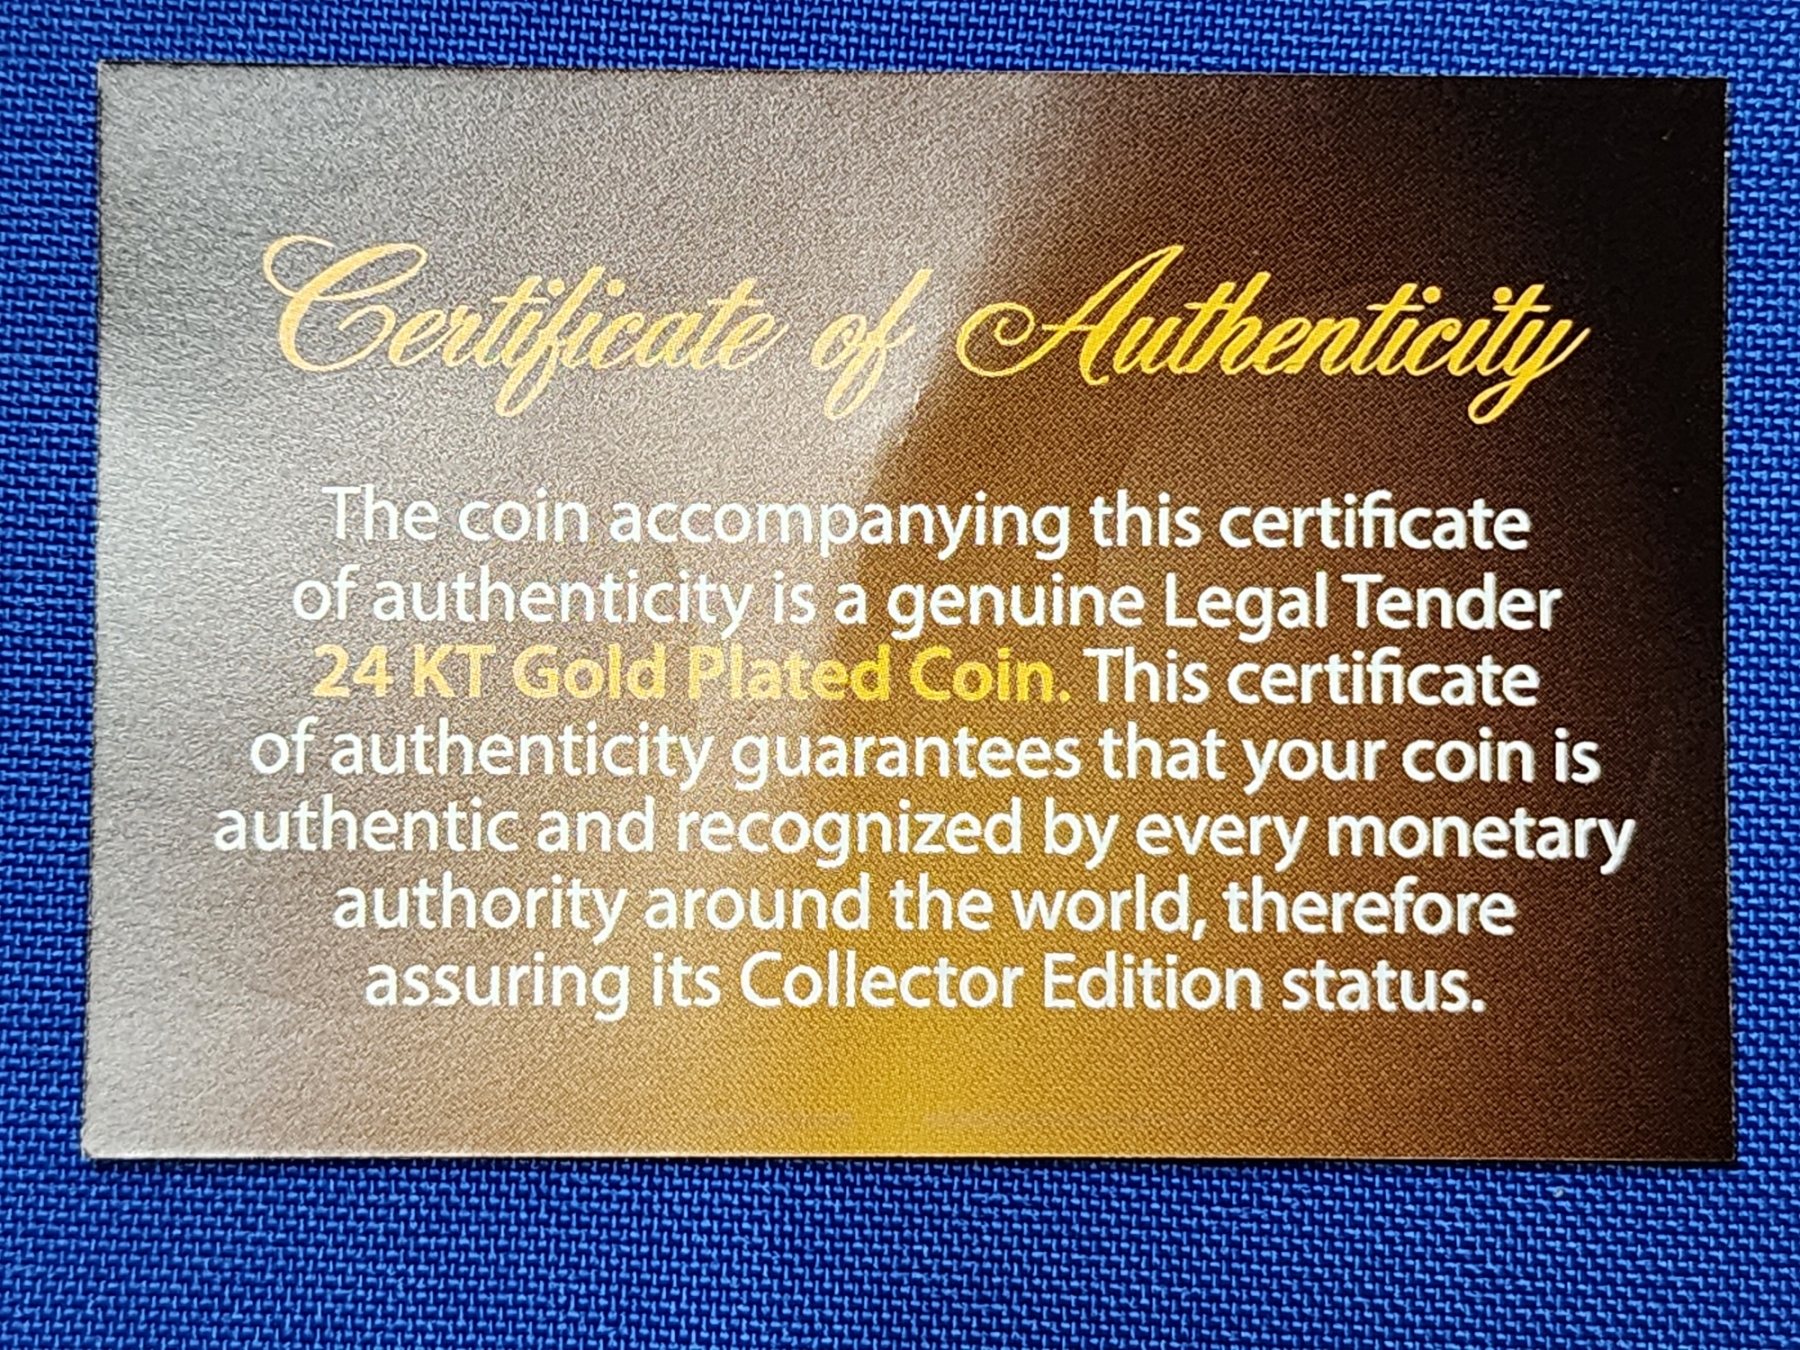 Certificate of Authenticity
The coin accompanying this certificate
of authenticity is a genuine Legal Tender
24 KT Gold Plated Coin. This certificate
of authenticity guarantees that your coin is
authentic and recognized by every monetary
authority around the world, therefore
assuring its Collector Edition status.